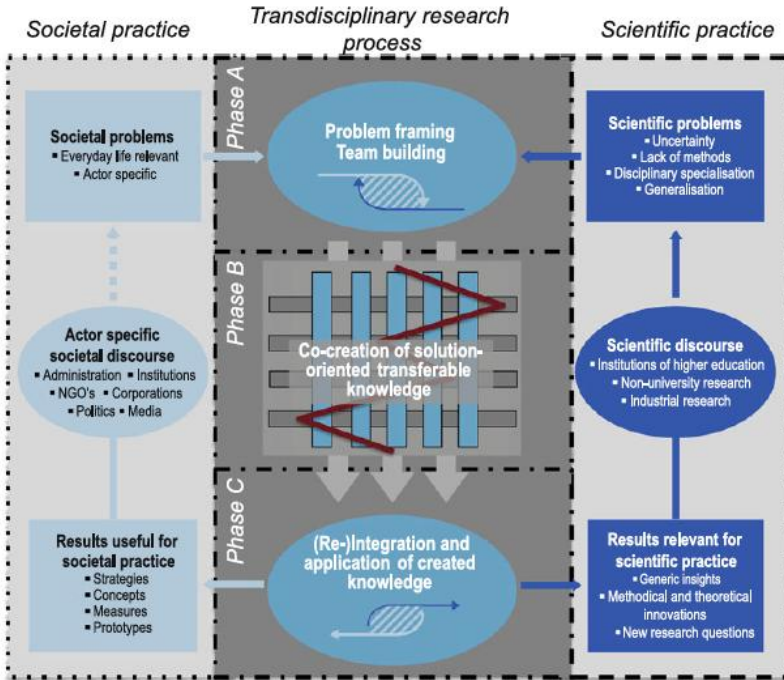 Societal practice
Transdisciplinary research
process
Scientific practice
Phase A
Societal problems
▪ Everyday life relevant
▪ Actor specific
Problem framing
Team building
Scientific problems
▪ Uncertainty
▪ Lack of methods
▪ Disciplinary specialisation
▪ Generalisation
Phase B
Actor specific
societal discourse
▪ Administration ▪ Institutions
▪ NGO's ▪ Corporations
▪ Politics ▪ Media
Co-creation of solution-
oriented transferable
knowledge
Scientific discourse
▪ Institutions of higher education
▪ Non-university research
▪ Industrial research
Phase C
Results useful for
societal practice
▪ Strategies
▪ Concepts
▪ Measures
▪ Prototypes
(Re-)Integration and
application of created
knowledge
Results relevant for
scientific practice
▪ Generic insights
▪ Methodical and theoretical
innovations
▪ New research questions